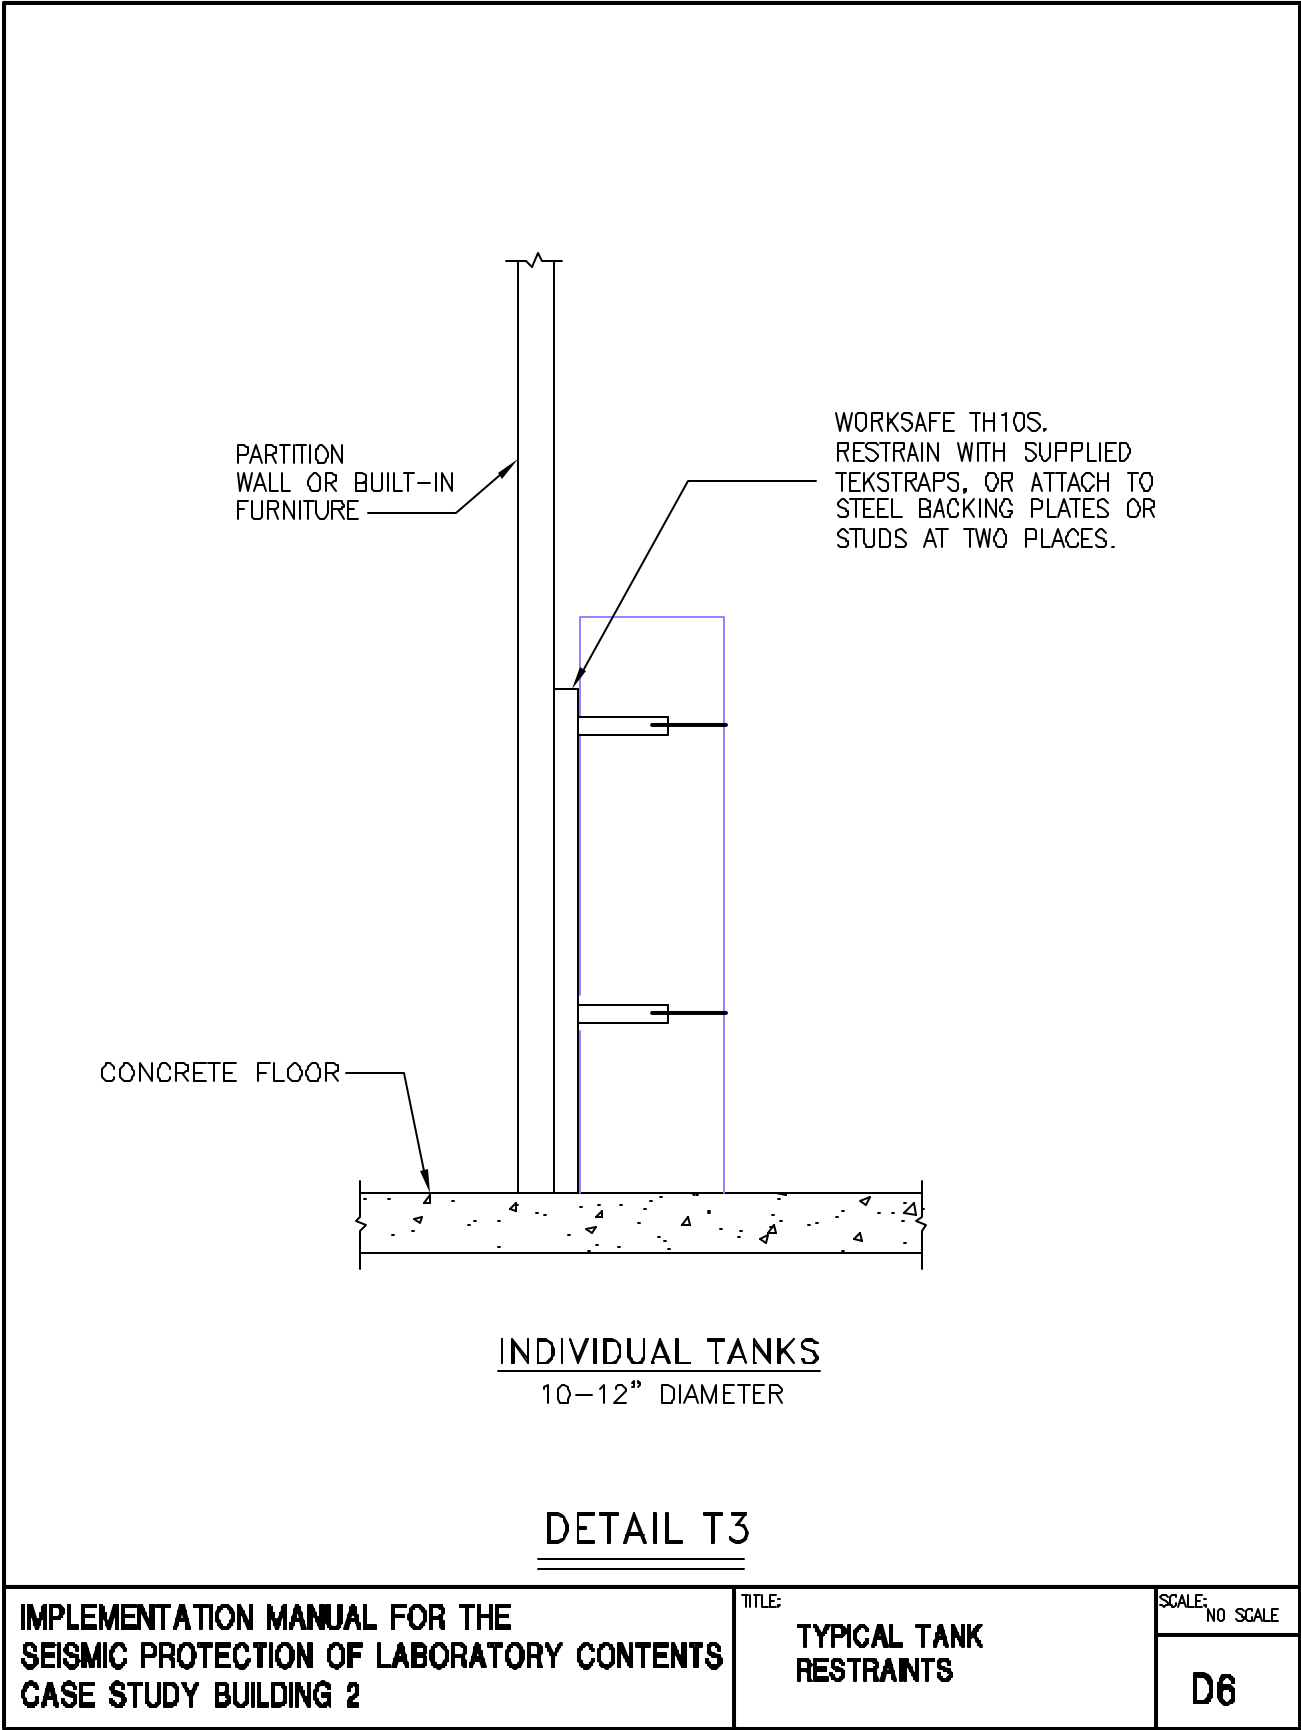 WORKSAFE TH10S.
RESTRAIN WITH SUPPLIED
TEKSTRAPS, OR ATTACH TO
STEEL BACKING PLATES OR
STUDS AT TWO PLACES.
PARTITION
WALL OR BUILT-IN
FURNITURE
CONCRETE FLOOR
INDIVIDUAL TANKS
10-12" DIAMETER
DETAIL T3
IMPLEMENTATION MANUAL FOR THE
SEISMIC PROTECTION OF LABORATORY CONTENTS
CASE STUDY BUILDING 2
TITLE:
TYPICAL TANK
RESTRAINTS
SCALE:
NO SCALE
D6